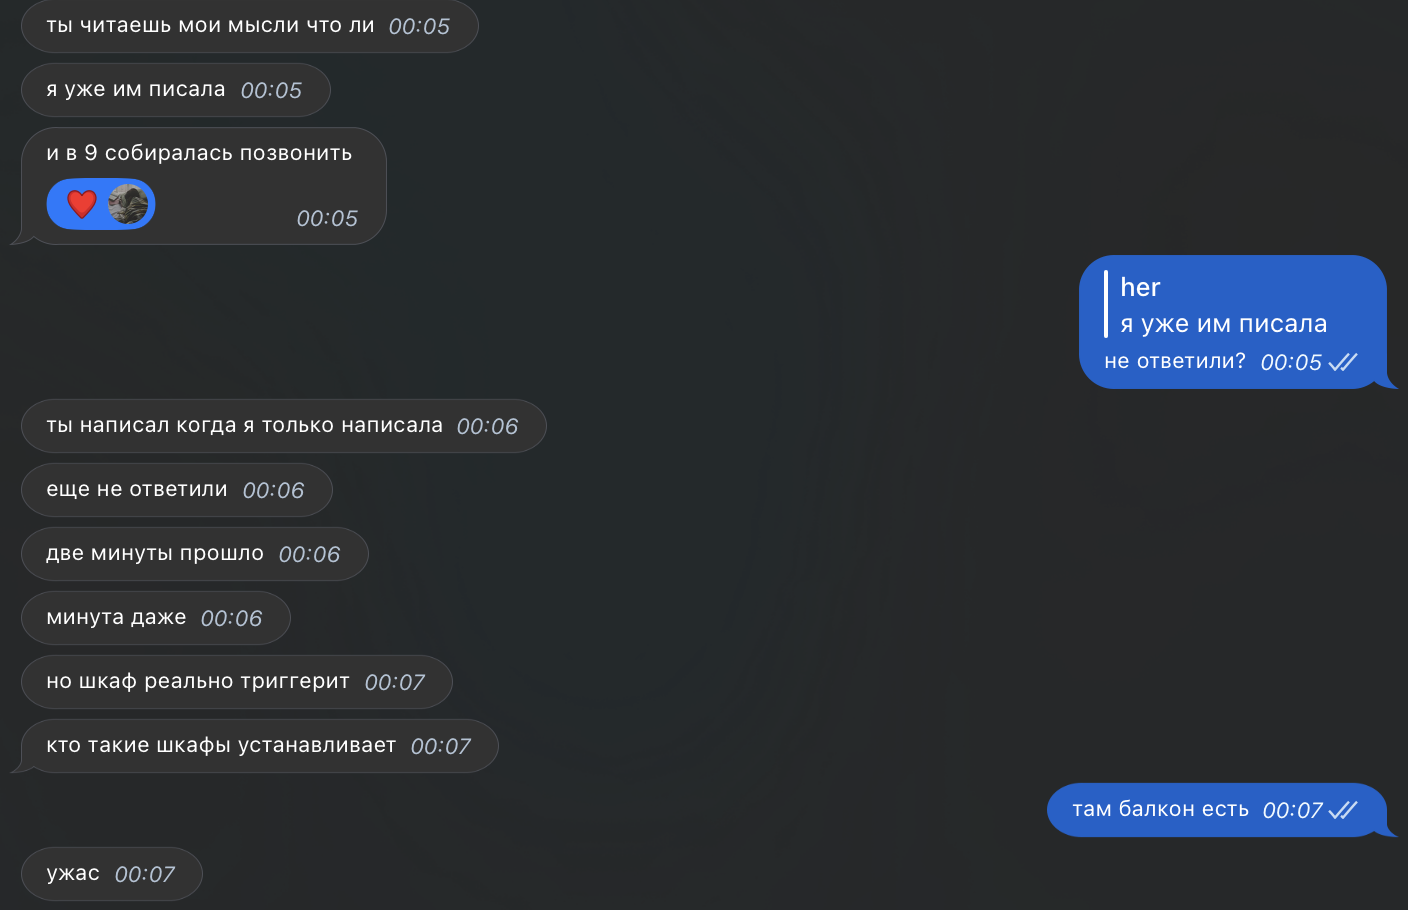 ты читаешь мои мысли что ли 00:05
я уже им писала 00:05
и в 9 собиралась позвонить
00:05
her
я уже им писала
не ответили? 00:05
ты написал когда я только написала 00:06
еще не ответили 00:06
две минуты прошло 00:06
минута даже 00:06
но шкаф реально триггерит 00:07
кто такие шкафы устанавливает 00:07
там балкон есть 00:07
ужас 00:07